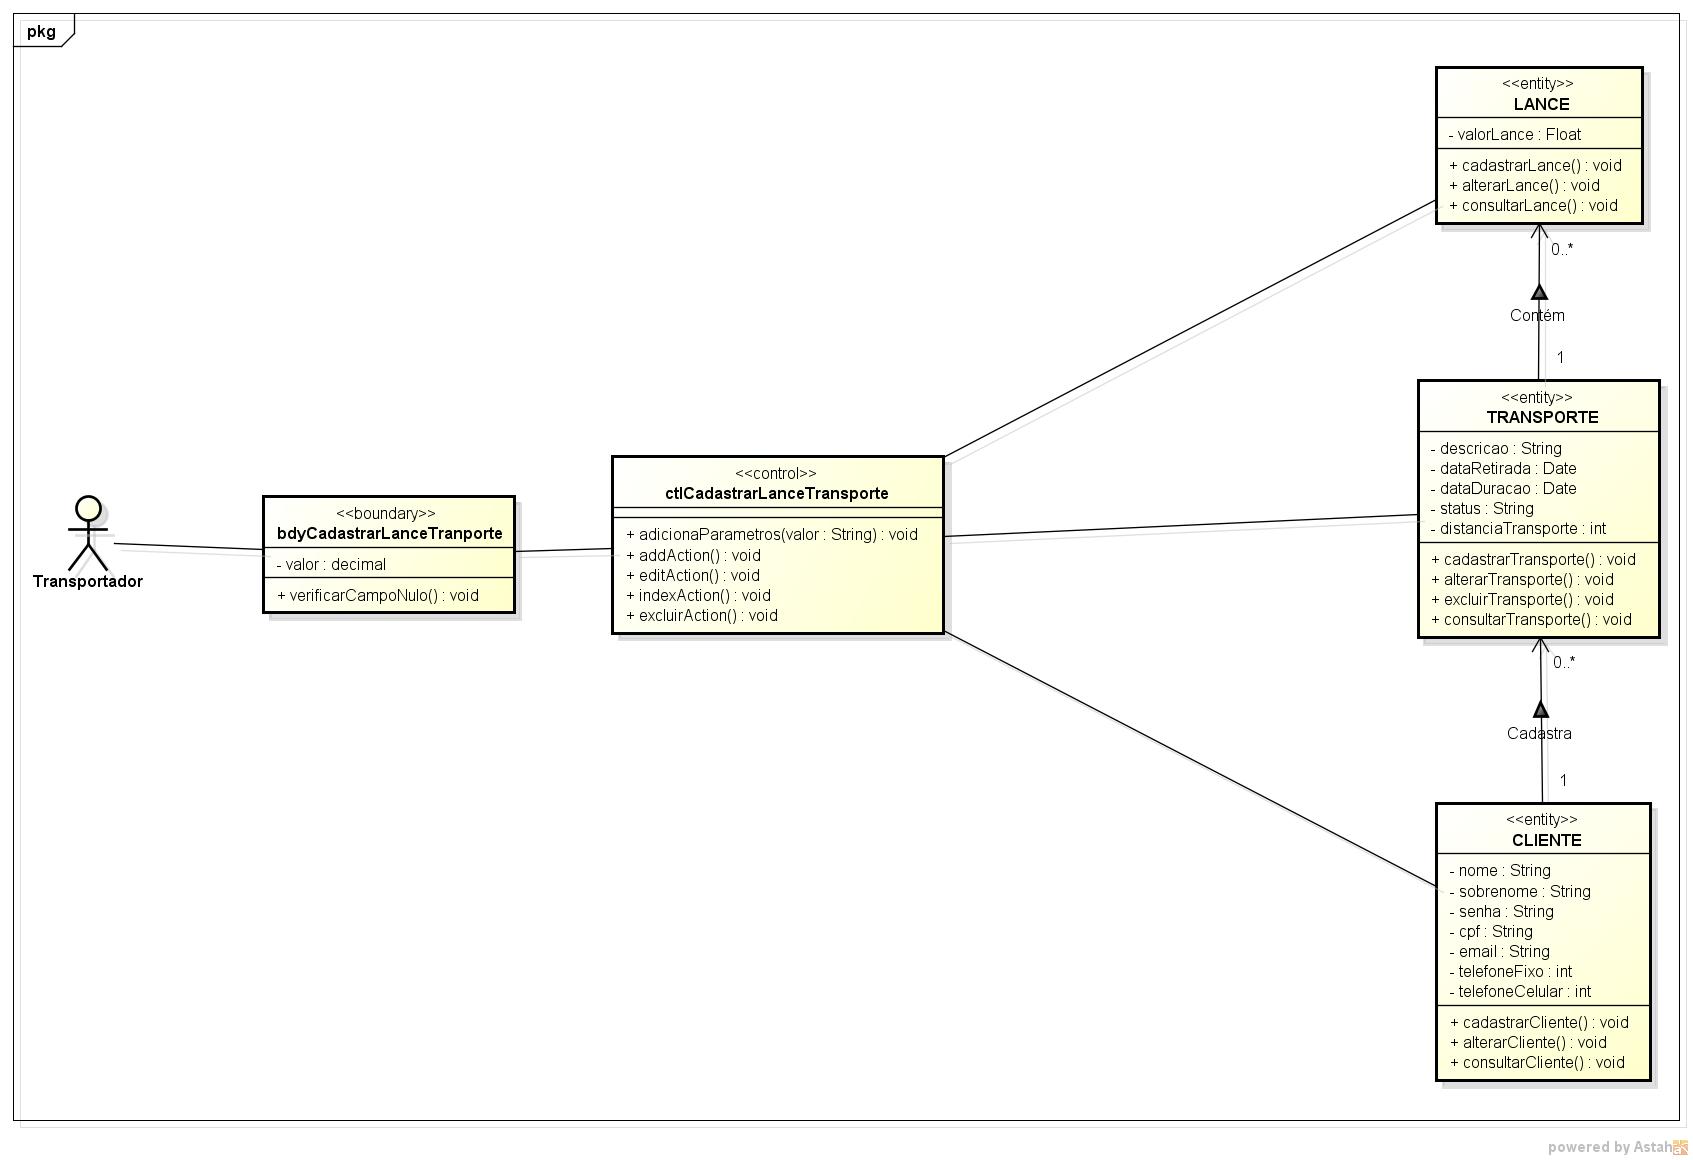 pkg
<<entity>>
LANCE
- valorLance : Float
+ cadastrarLance() : void
+ alterarLance() : void
+ consultarLance() : void
0..*
Contém
1
<<entity>>
TRANSPORTE
- descricao : String
- dataRetirada : Date
- dataDuracao : Date
- status : String
- distanciaTransporte : int
+ cadastrarTransporte() : void
+ alterarTransporte() : void
+ excluirTransporte() : void
+ consultarTransporte() : void
<<control>>
ctlCadastrarLanceTransporte
+ adicionaParametros(valor : String) : void
+ addAction() : void
+ editAction() : void
+ indexAction() : void
+ excluirAction() : void
<<boundary>>
bdyCadastrarLanceTranporte
- valor : decimal
+ verificarCampoNulo() : void
Transportador
0..*
Cadastra
1
<<entity>>
CLIENTE
- nome : String
- sobrenome : String
- senha : String
- cpf : String
- email : String
- telefoneFixo : int
- telefoneCelular : int
+ cadastrarCliente() : void
+ alterarCliente() : void
+ consultarCliente() : void
powered by Astah